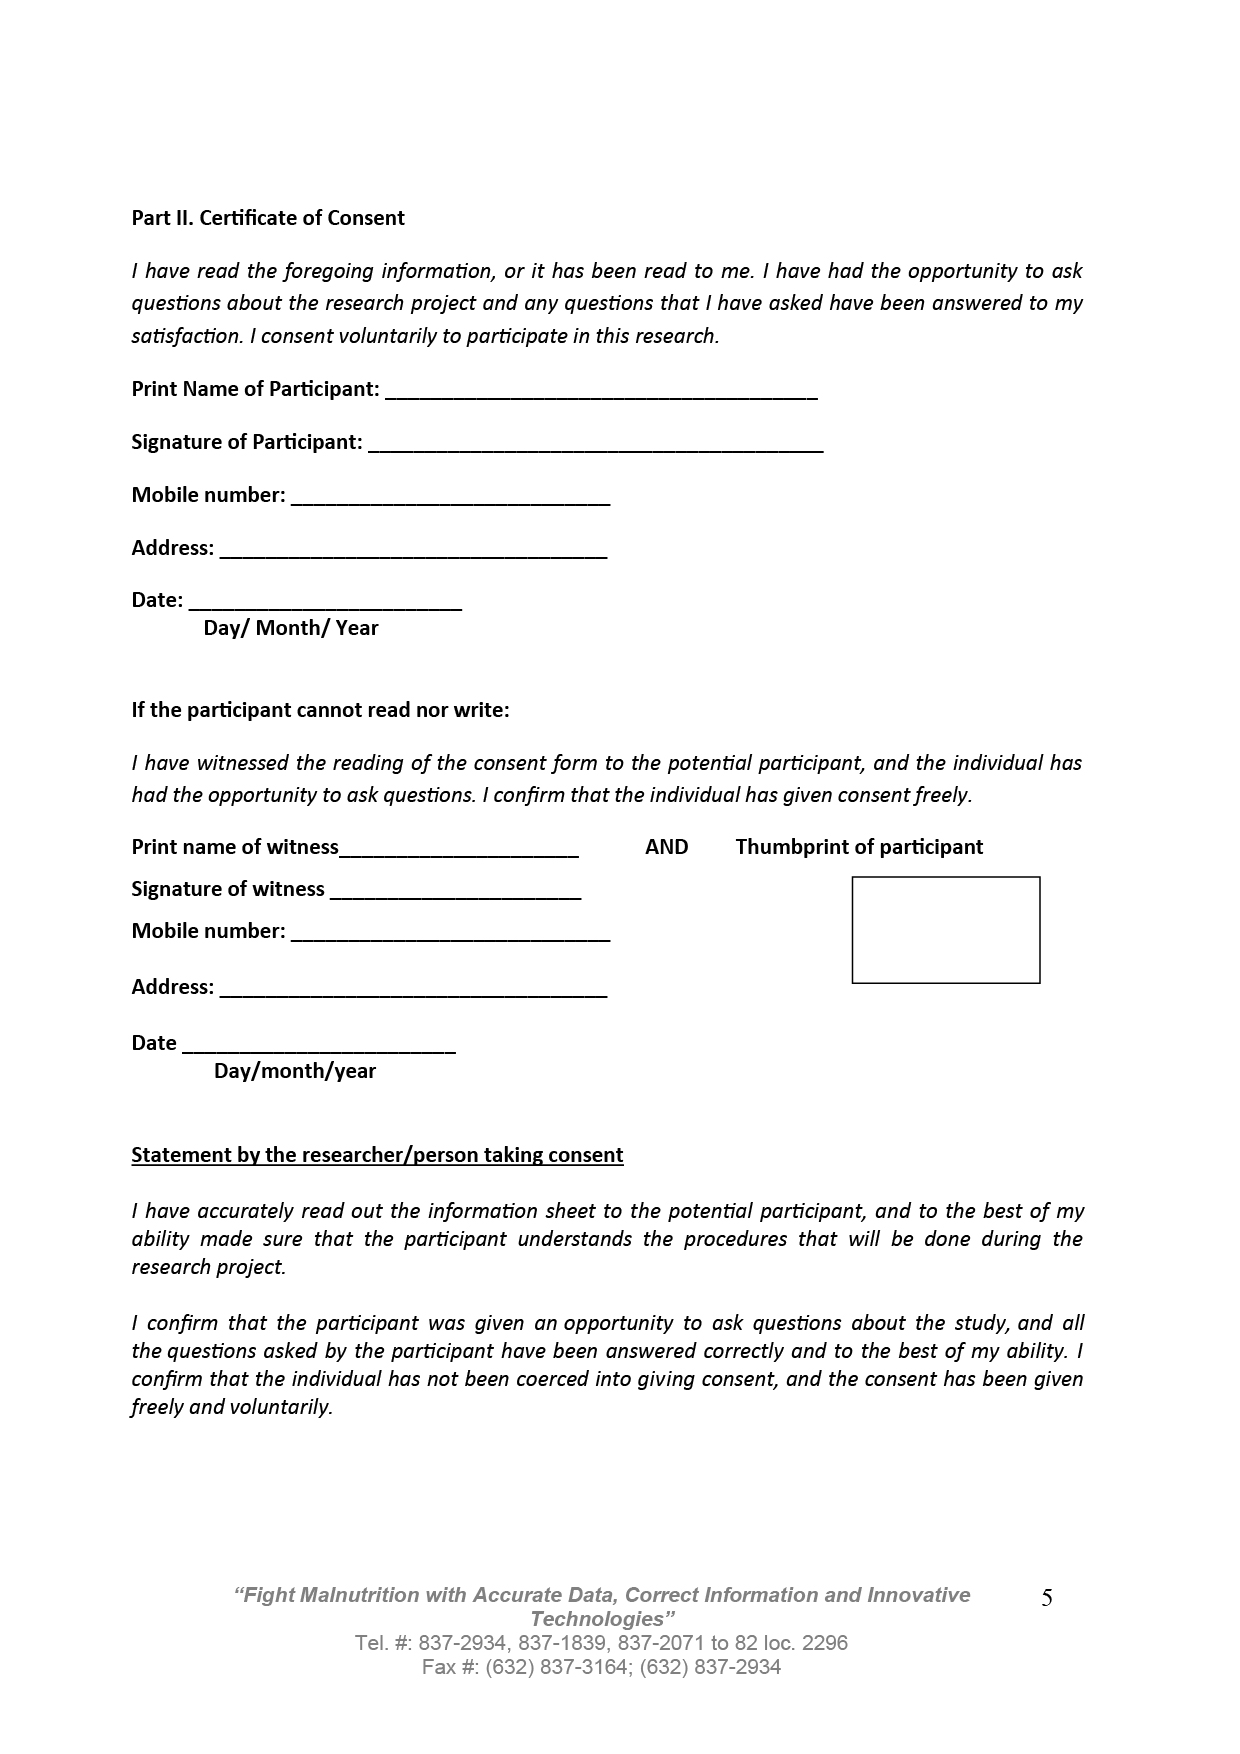 Part II. Certificate of Consent
I have read the foregoing information, or it has been read to me. I have had the opportunity to ask
questions about the research project and any questions that I have asked have been answered to my
satisfaction. I consent voluntarily to participate in this research.
Print Name of Participant: ______________________________________
Signature of Participant: ________________________________________
Mobile number: ____________________________
Address: __________________________________
Date: ________________________
Day/ Month/ Year
If the participant cannot read nor write:
I have witnessed the reading of the consent form to the potential participant, and the individual has
had the opportunity to ask questions. I confirm that the individual has given consent freely.
Print name of witness_____________________ AND Thumbprint of participant
Signature of witness ______________________
Mobile number: ____________________________
Address: __________________________________
Date ________________________
Day/month/year
Statement by the researcher/person taking consent
I have accurately read out the information sheet to the potential participant, and to the best of my
ability made sure that the participant understands the procedures that will be done during the
research project.
I confirm that the participant was given an opportunity to ask questions about the study, and all
the questions asked by the participant have been answered correctly and to the best of my ability. I
confirm that the individual has not been coerced into giving consent, and the consent has been given
freely and voluntarily.
“Fight Malnutrition with Accurate Data, Correct Information and Innovative
Technologies”
5
Tel. #: 837-2934, 837-1839, 837-2071 to 82 loc. 2296
Fax #: (632) 837-3164; (632) 837-2934